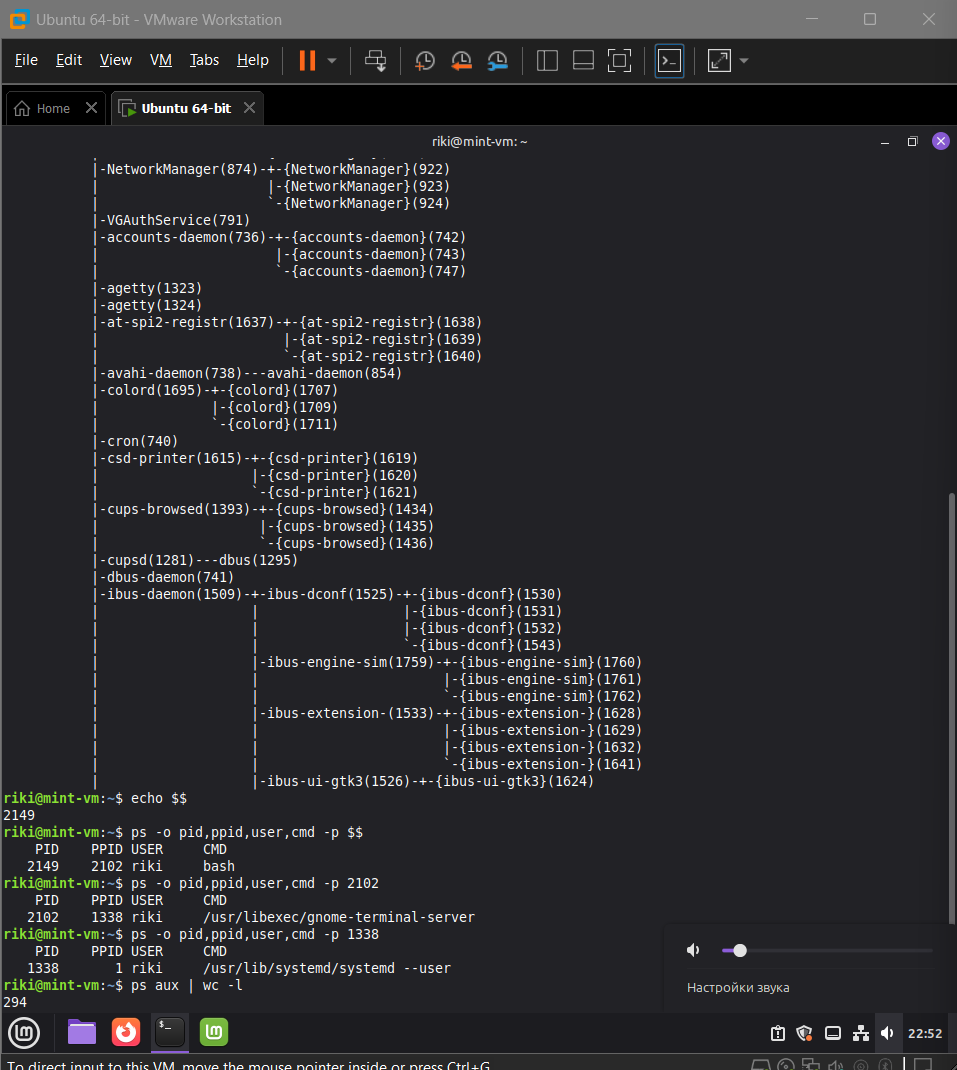 Ubuntu 64-bit - VMware Workstation
File Edit View VM Tabs Help
Home Ubuntu 64-bit
riki@mint-vm: ~
|-NetworkManager(874)-+-{NetworkManager}(922)
|                     |-{NetworkManager}(923)
|                     `-{NetworkManager}(924)
|-VGAuthService(791)
|-accounts-daemon(736)-+-{accounts-daemon}(742)
|                      |-{accounts-daemon}(743)
|                      `-{accounts-daemon}(747)
|-agetty(1323)
|-agetty(1324)
|-at-spi2-registr(1637)-+-{at-spi2-registr}(1638)
|                       |-{at-spi2-registr}(1639)
|                       `-{at-spi2-registr}(1640)
|-avahi-daemon(738)---avahi-daemon(854)
|-colord(1695)-+-{colord}(1707)
|              |-{colord}(1709)
|              `-{colord}(1711)
|-cron(740)
|-csd-printer(1615)-+-{csd-printer}(1619)
|                   |-{csd-printer}(1620)
|                   `-{csd-printer}(1621)
|-cups-browsed(1393)-+-{cups-browsed}(1434)
|                    |-{cups-browsed}(1435)
|                    `-{cups-browsed}(1436)
|-cupsd(1281)---dbus(1295)
|-dbus-daemon(741)
|-ibus-daemon(1509)-+-ibus-dconf(1525)-+-{ibus-dconf}(1530)
|                   |                  |-{ibus-dconf}(1531)
|                   |                  |-{ibus-dconf}(1532)
|                   |                  `-{ibus-dconf}(1543)
|                   |-ibus-engine-sim(1759)-+-{ibus-engine-sim}(1760)
|                   |                       |-{ibus-engine-sim}(1761)
|                   |                       `-{ibus-engine-sim}(1762)
|                   |-ibus-extension-(1533)-+-{ibus-extension-}(1628)
|                   |                       |-{ibus-extension-}(1629)
|                   |                       |-{ibus-extension-}(1632)
|                   |                       `-{ibus-extension-}(1641)
|                   |-ibus-ui-gtk3(1526)-+-{ibus-ui-gtk3}(1624)
riki@mint-vm:~$ echo $$
2149
riki@mint-vm:~$ ps -o pid,ppid,user,cmd -p $$
    PID    PPID USER     CMD
   2149    2102 riki     bash
riki@mint-vm:~$ ps -o pid,ppid,user,cmd -p 2102
    PID    PPID USER     CMD
   2102    1338 riki     /usr/libexec/gnome-terminal-server
riki@mint-vm:~$ ps -o pid,ppid,user,cmd -p 1338
    PID    PPID USER     CMD
   1338       1 riki     /usr/lib/systemd/systemd --user
riki@mint-vm:~$ ps aux | wc -l
294
Настройки звука
22:52
To direct input to this VM, move the mouse pointer inside or press Ctrl+G.